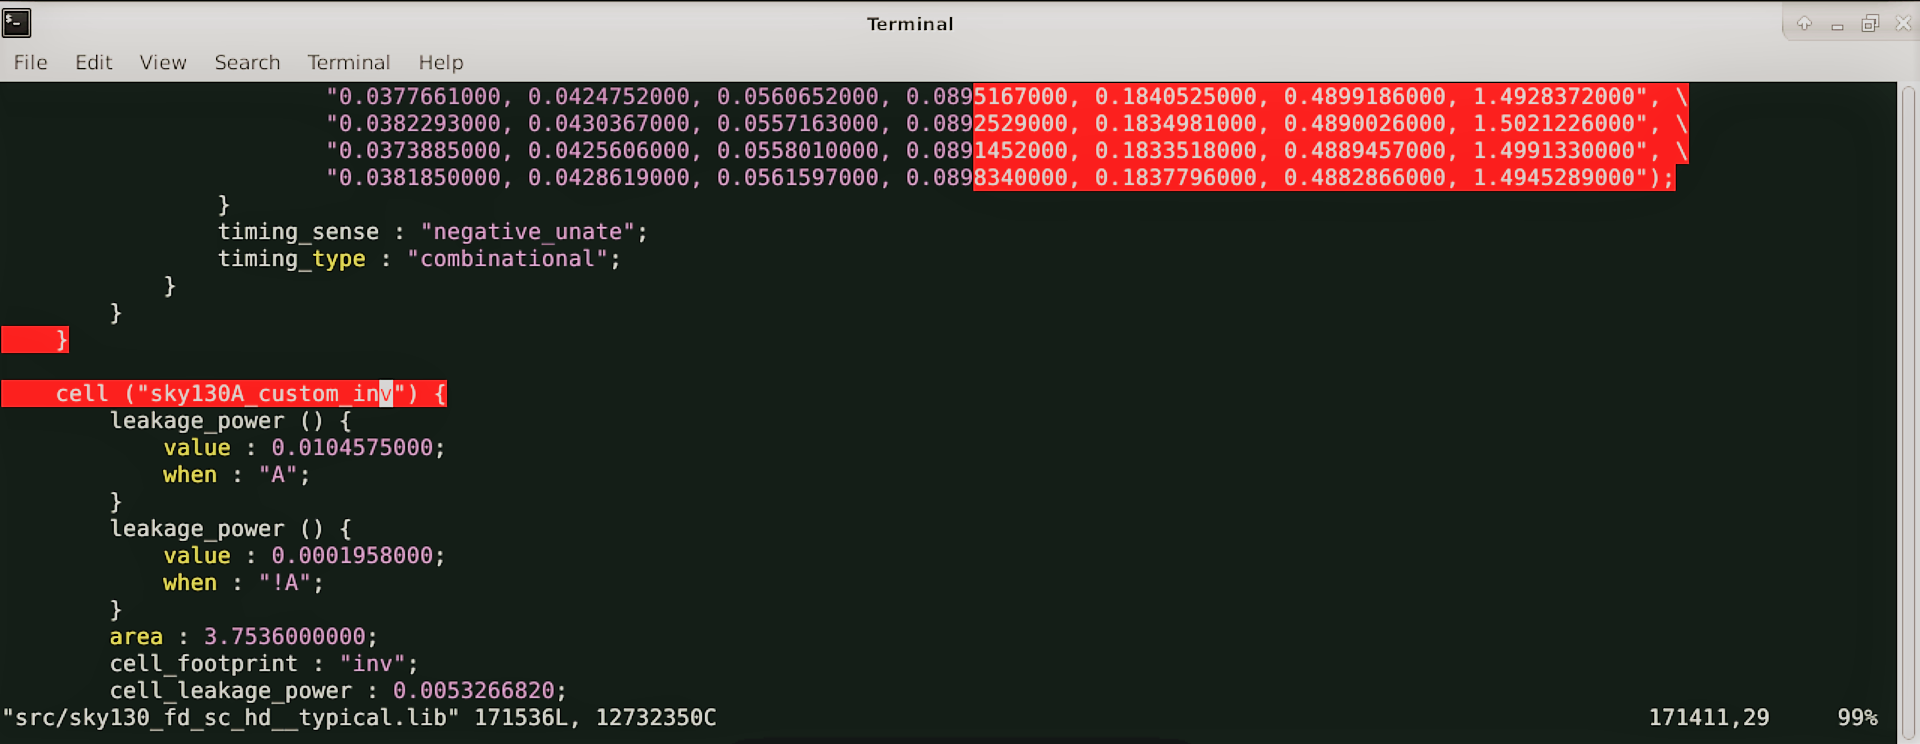 Terminal
File Edit View Search Terminal Help
"0.0377661000, 0.0424752000, 0.0560652000, 0.0895167000, 0.1840525000, 0.4899186000, 1.4928372000", \
"0.0382293000, 0.0430367000, 0.0557163000, 0.0892529000, 0.1834981000, 0.4890026000, 1.5021226000", \
"0.0373885000, 0.0425606000, 0.0558010000, 0.0891452000, 0.1833518000, 0.4889457000, 1.4991330000", \
"0.0381850000, 0.0428619000, 0.0561597000, 0.0898340000, 0.1837796000, 0.4882866000, 1.4945289000");
}
timing_sense : "negative_unate";
timing_type : "combinational";
}
}
}
cell ("sky130A_custom_inv") {
leakage_power () {
value : 0.0104575000;
when : "A";
}
leakage_power () {
value : 0.0001958000;
when : "!A";
}
area : 3.7536000000;
cell_footprint : "inv";
cell_leakage_power : 0.0053266820;
"src/sky130_fd_sc_hd__typical.lib" 171536L, 12732350C 171411,29 99%